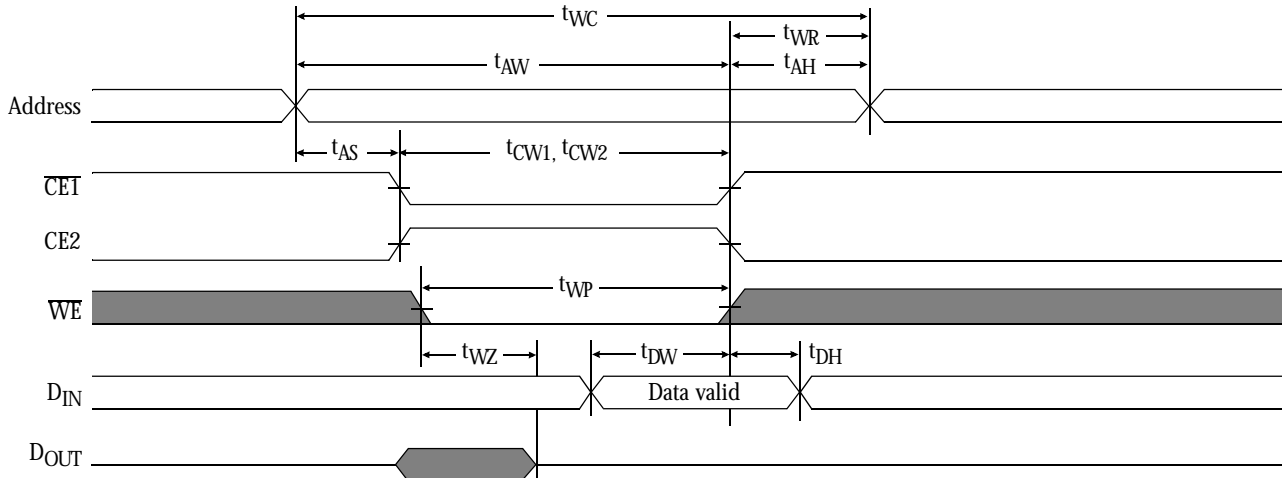 tWC
tWR
tAW
tAH
Address
tAS
tCW1, tCW2
CE1
CE2
tWP
WE
tWZ
tDW
tDH
DIN
Data valid
DOUT